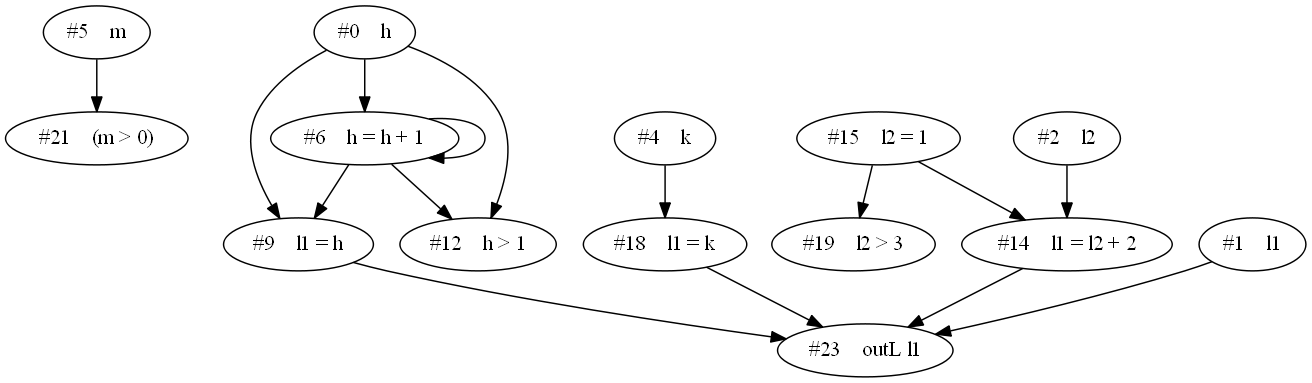 #5 m
#0 h
#21 (m > 0)
#6 h = h + 1
#4 k
#15 l2 = 1
#2 l2
#9 l1 = h
#12 h > 1
#18 l1 = k
#19 l2 > 3
#14 l1 = l2 + 2
#1 l1
#23 outL l1